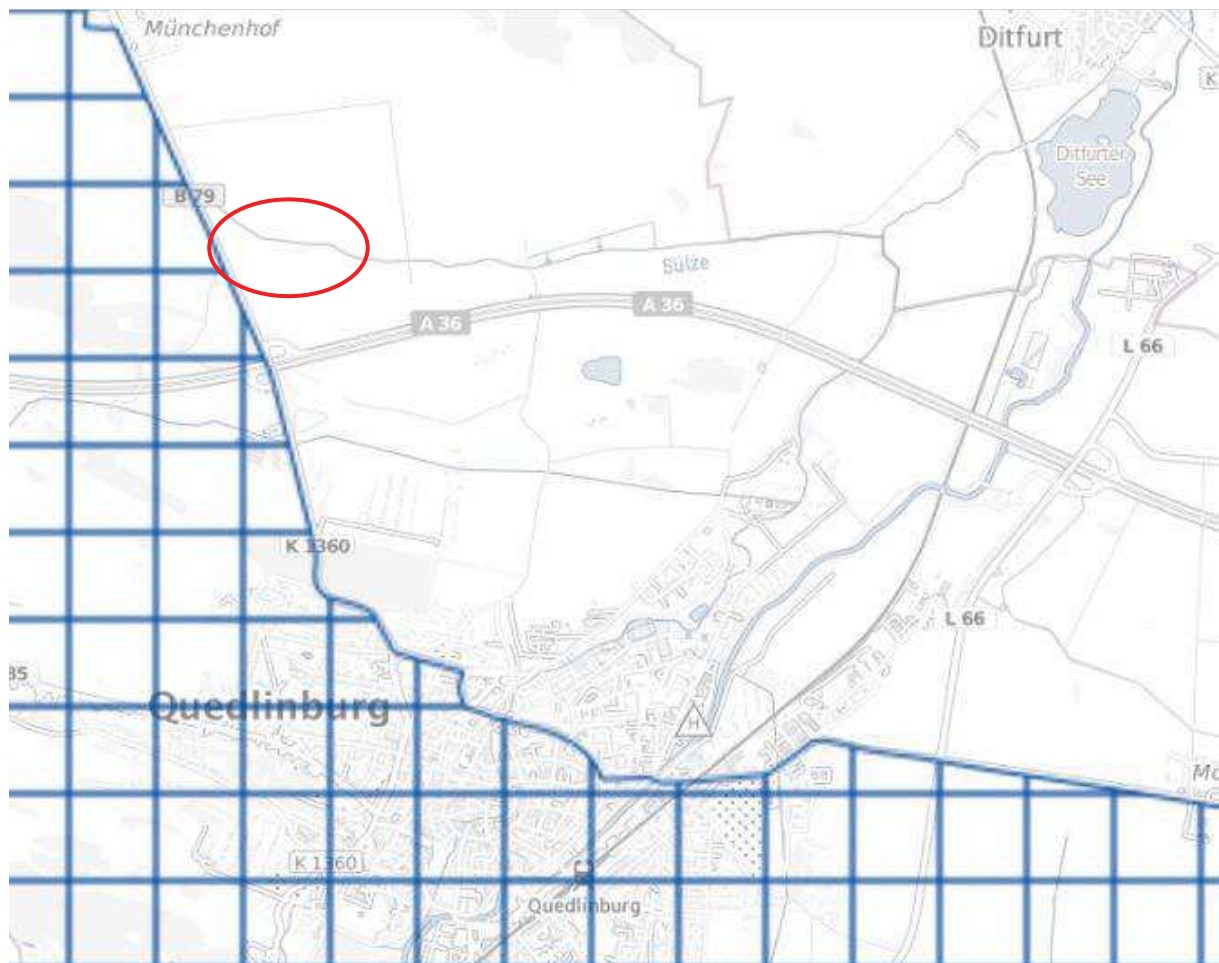 Münchenhof
Ditfurt
K
Ditfurter
See
B 79
Sülze
A 36
A 36
L 66
K 1360
L 66
Quedlinburg
H
K 1360
Quedlinburg